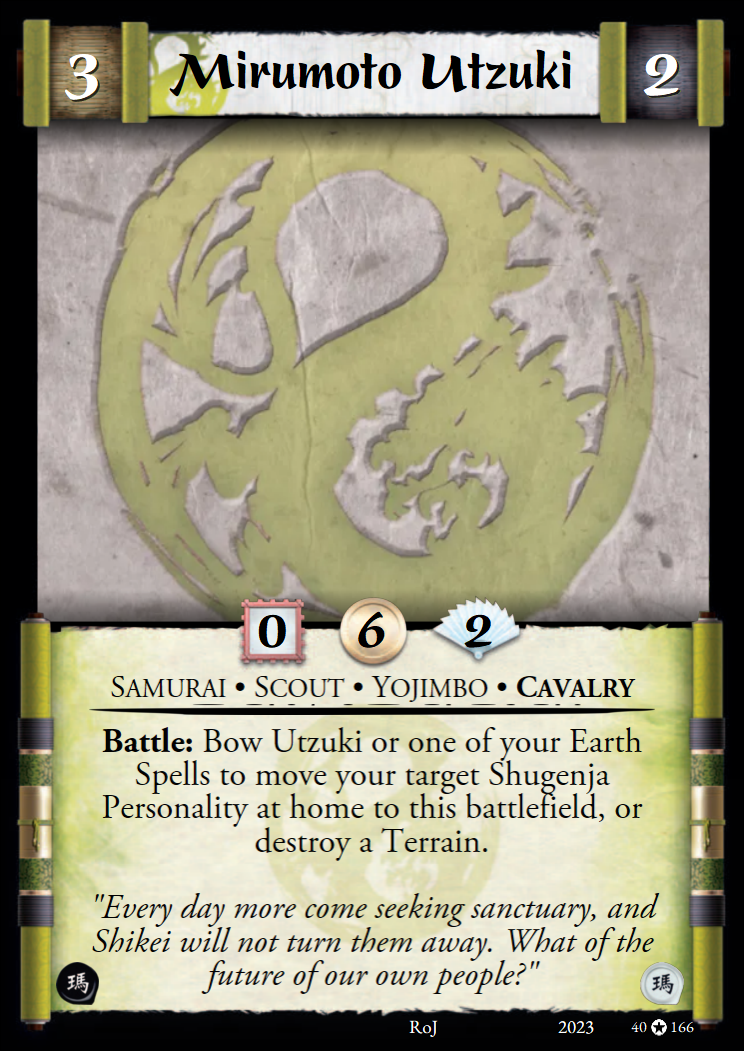 3 Mirumoto Utzuki 2
0 6 2
Samurai • Scout • Yojimbo • Cavalry
Battle: Bow Utzuki or one of your Earth
Spells to move your target Shugenja
Personality at home to this battlefield, or
destroy a Terrain.
"Every day more come seeking sanctuary, and
Shikei will not turn them away. What of the
future of our own people?"
瑪 瑪
RoJ 2023 40 166